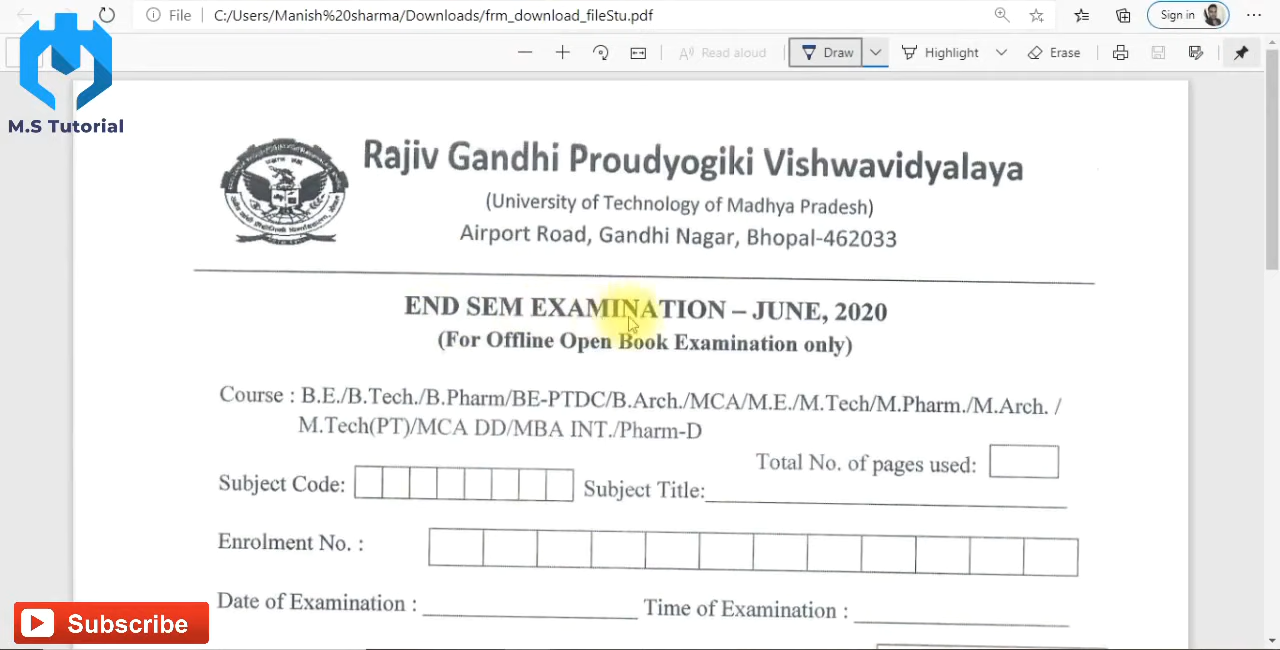 File
C:/Users/Manish%20sharma/Downloads/frm_download_fileStu.pdf
Sign in
Read aloud
Draw
Highlight
Erase
M.S Tutorial
Rajiv Gandhi Proudyogiki Vishwavidyalaya
(University of Technology of Madhya Pradesh)
Airport Road, Gandhi Nagar, Bhopal-462033
END SEM EXAMINATION – JUNE, 2020
(For Offline Open Book Examination only)
Course : B.E./B.Tech./B.Pharm/BE-PTDC/B.Arch./MCA/M.E./M.Tech/M.Pharm./M.Arch. /
M.Tech(PT)/MCA DD/MBA INT./Pharm-D
Total No. of pages used:
Subject Code:
Subject Title:
Enrolment No. :
Date of Examination :
Time of Examination :
Subscribe